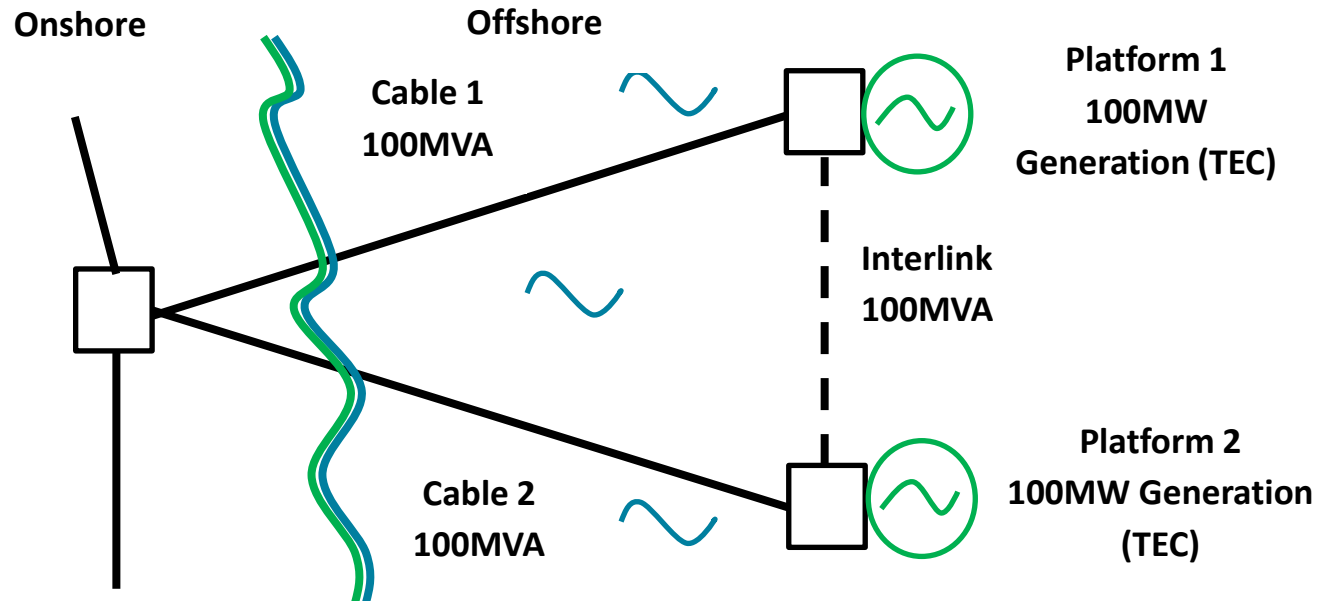 Onshore
Offshore
Cable 1
100MVA
Platform 1
100MW
Generation (TEC)
Interlink
100MVA
Cable 2
100MVA
Platform 2
100MW Generation
(TEC)